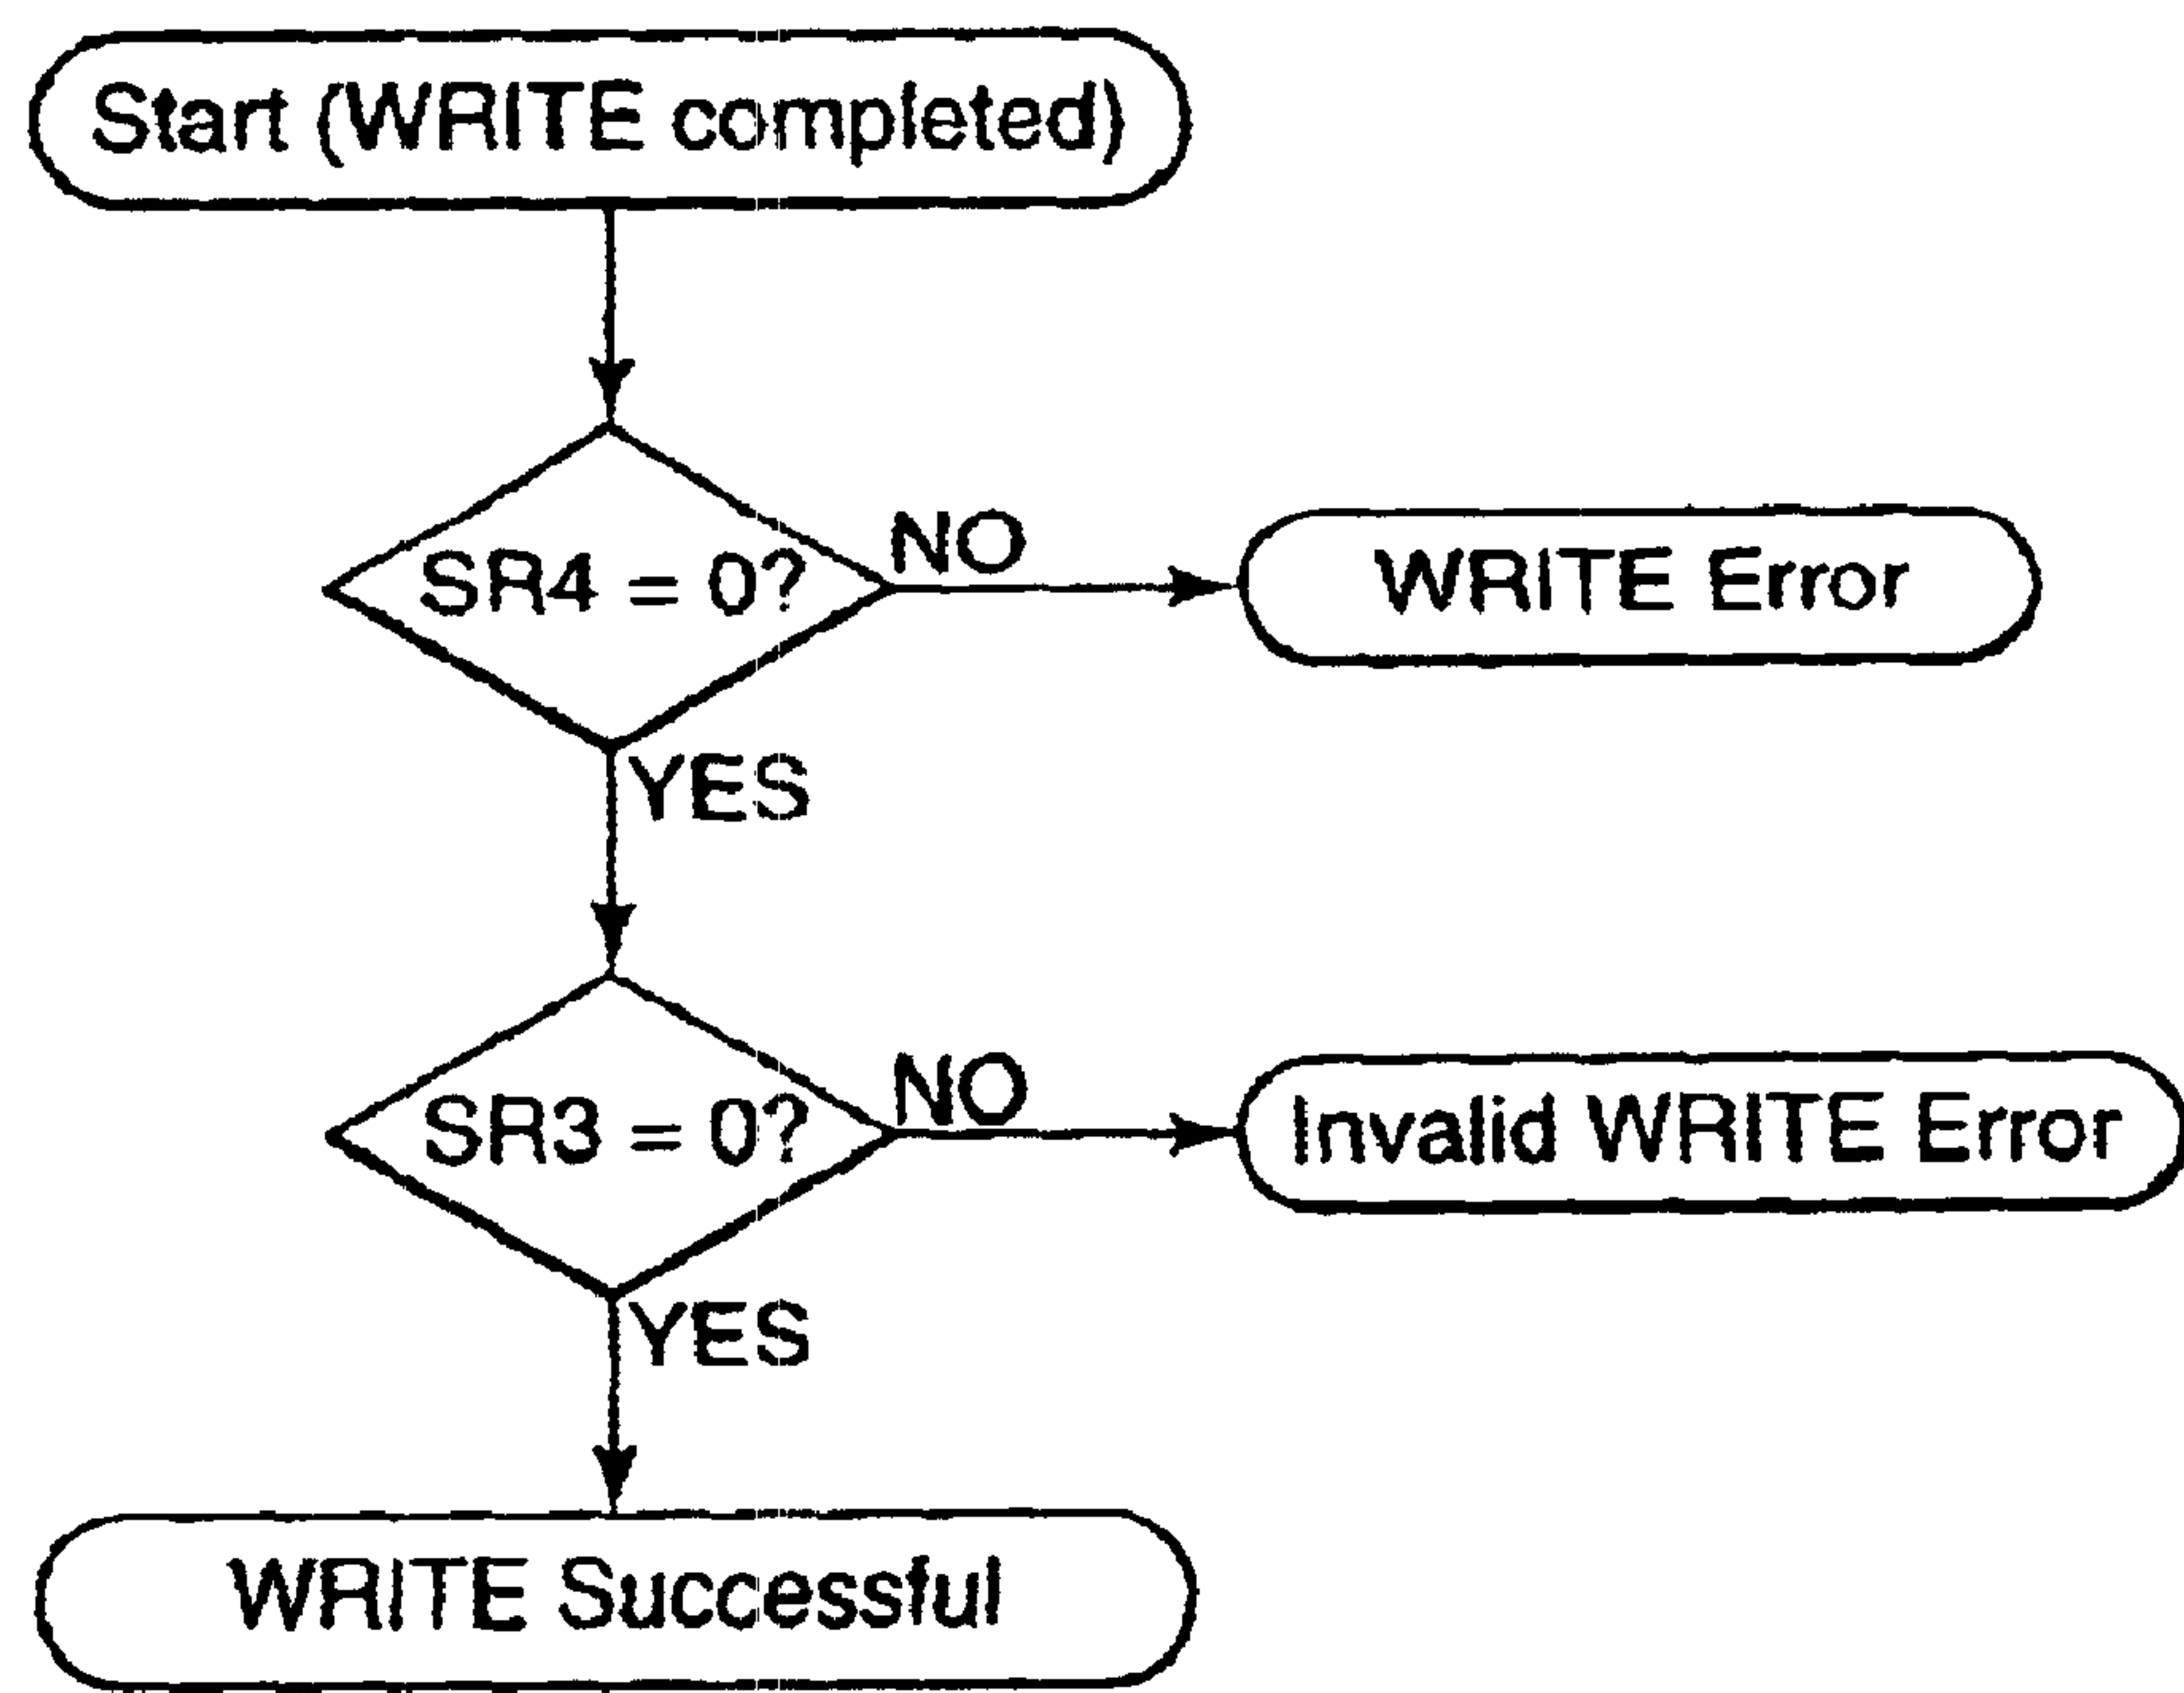 Start (WRITE completed)
SR4 = 0?
NO
WRITE Error
YES
SR3 = 0?
NO
Invalid WRITE Error
YES
WRITE Successful